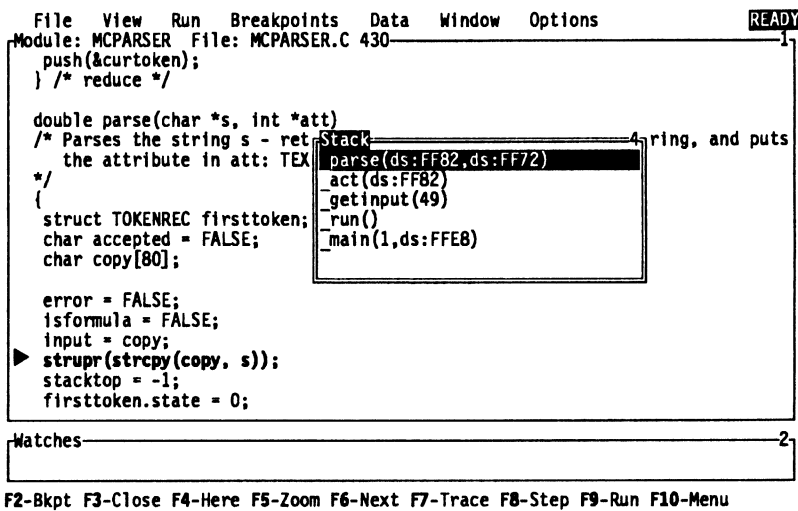 File View Run Breakpoints Data Window Options READY
Module: MCPARSER File: MCPARSER.C 430 1
push(&curtoken);
} /* reduce */
double parse(char *s, int *att)
/* Parses the string s - ret Stack 4 ring, and puts
the attribute in att: TEX _parse(ds:FF82,ds:FF72)
*/ _act(ds:FF82)
{ _getinput(49)
struct TOKENREC firsttoken; _run()
char accepted = FALSE; _main(1,ds:FFE8)
char copy[80];
error = FALSE;
isformula = FALSE;
input = copy;
strupr(strcpy(copy, s));
stacktop = -1;
firsttoken.state = 0;
Watches 2
F2-Bkpt F3-Close F4-Here F5-Zoom F6-Next F7-Trace F8-Step F9-Run F10-Menu